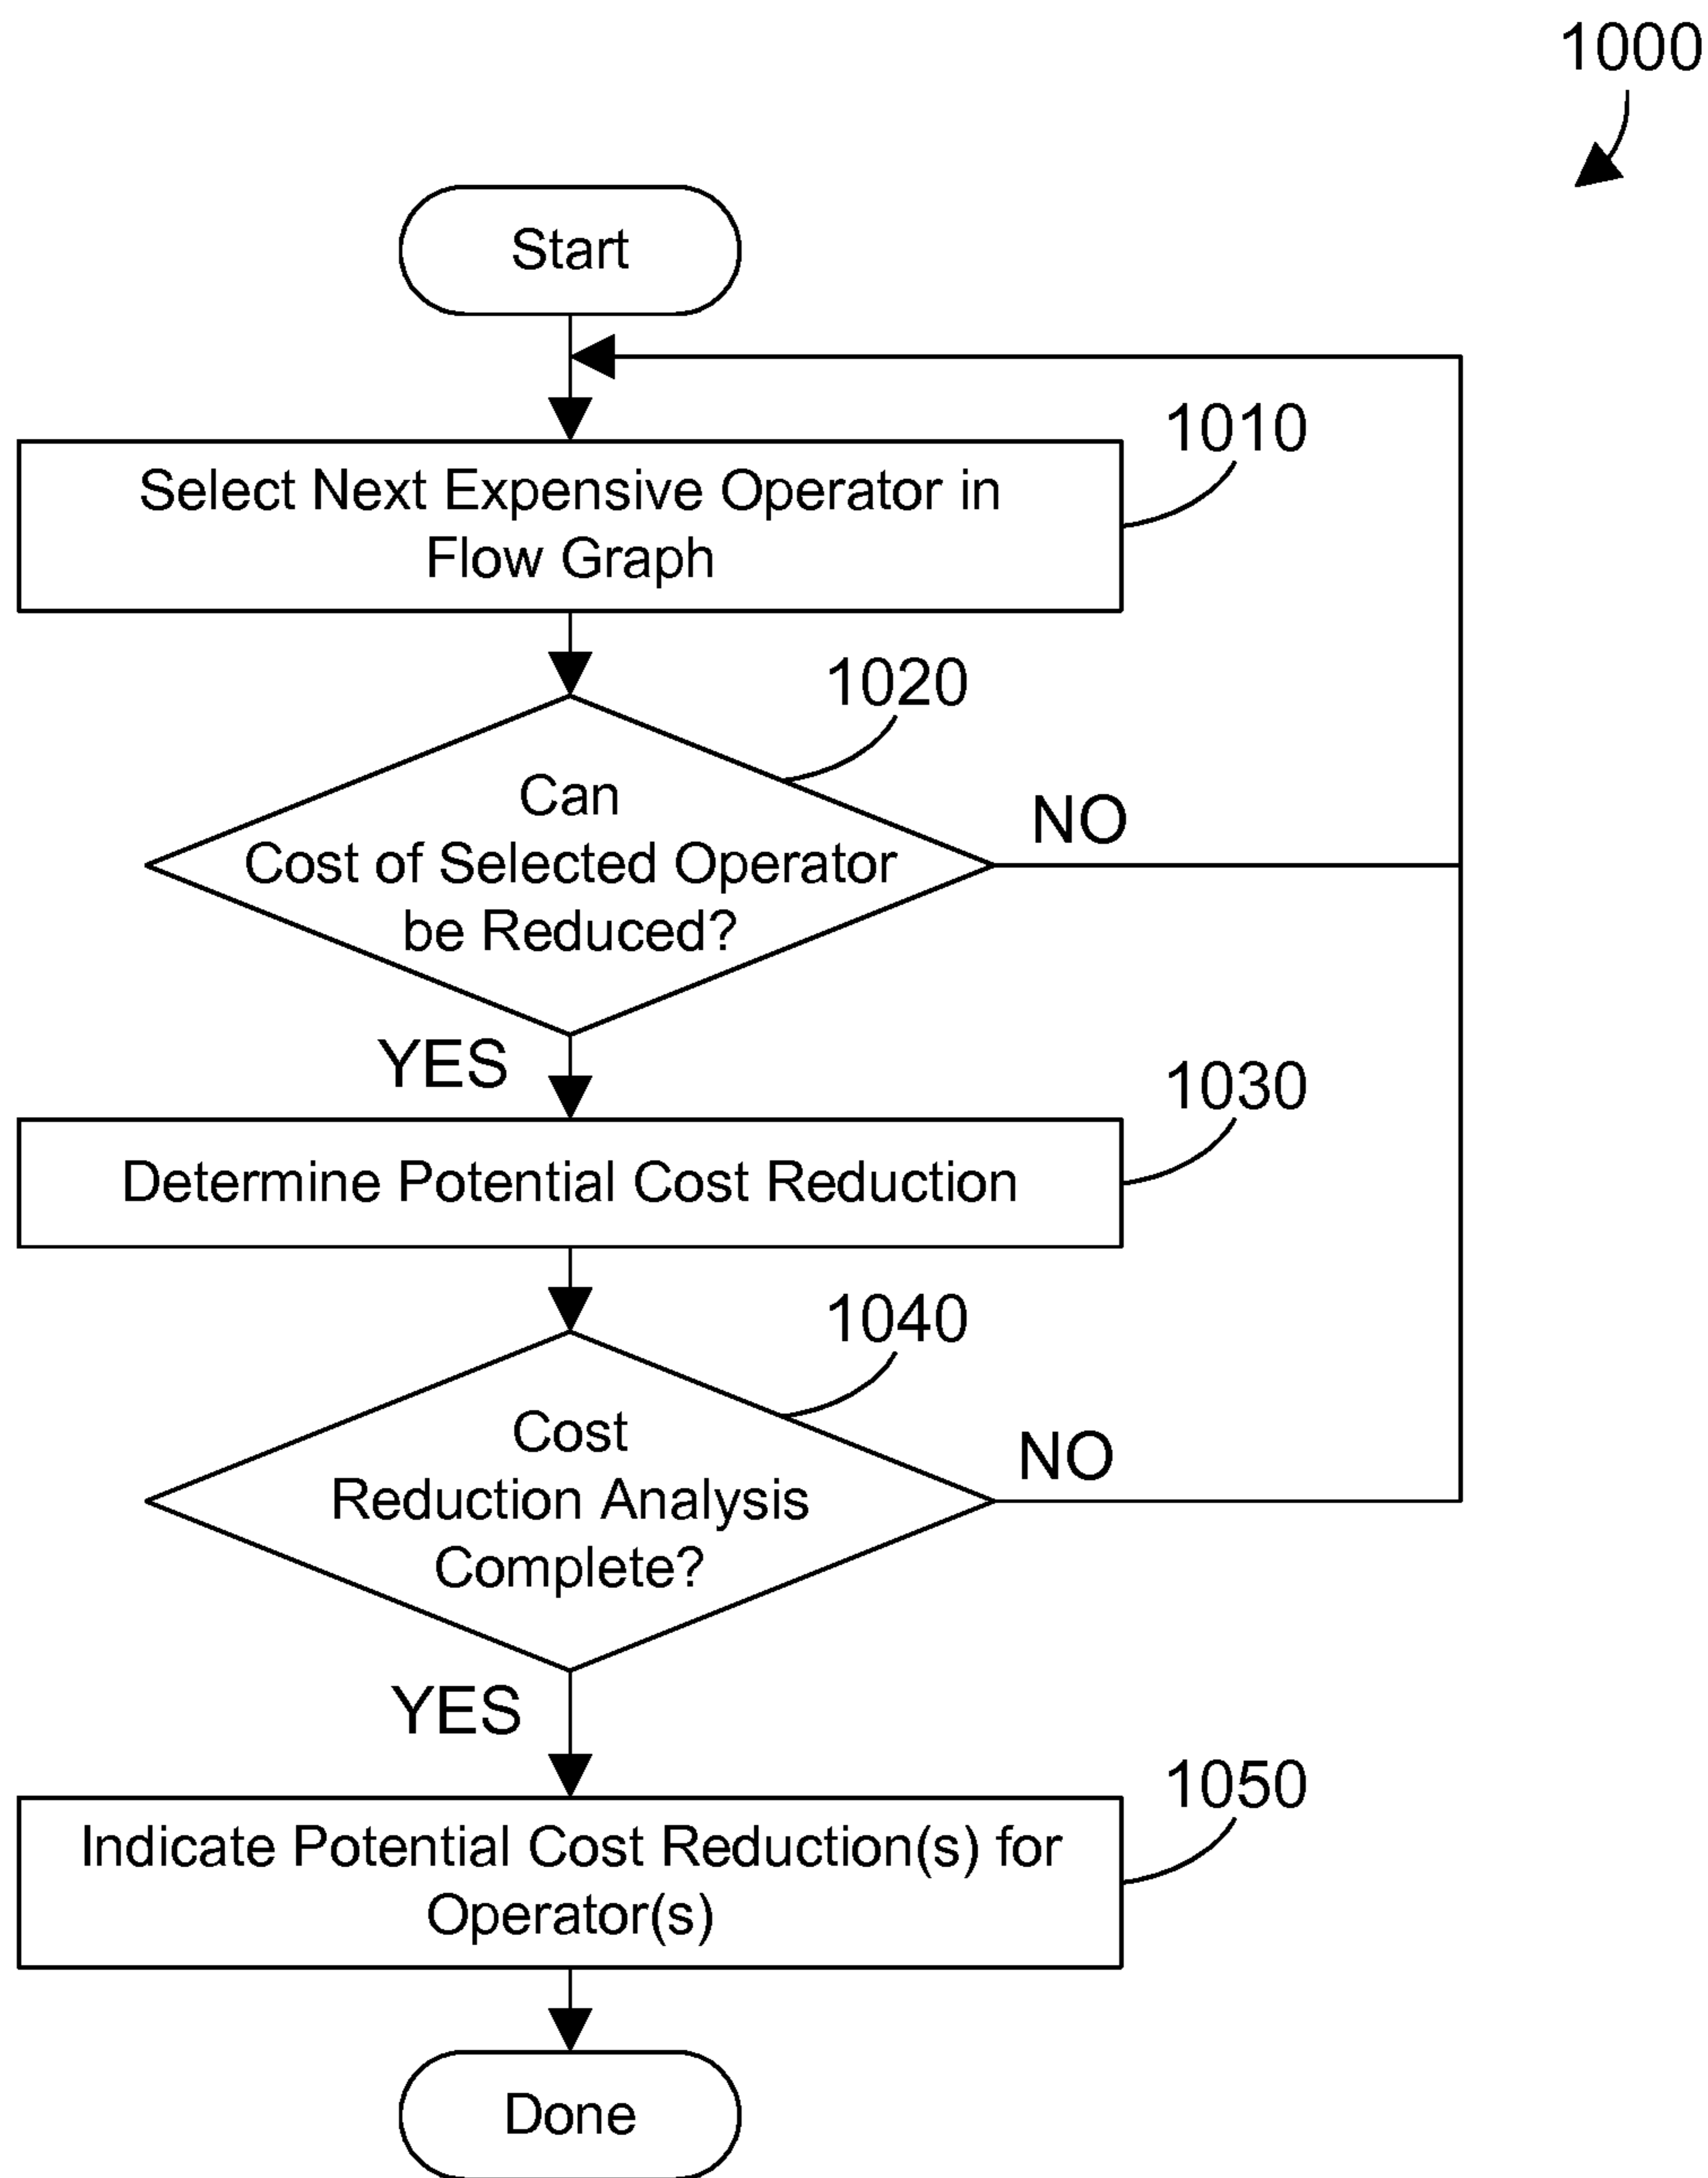 1000
Start
1010
Select Next Expensive Operator in
Flow Graph
1020
Can
Cost of Selected Operator
be Reduced?
NO
YES
1030
Determine Potential Cost Reduction
1040
Cost
Reduction Analysis
Complete?
NO
YES
1050
Indicate Potential Cost Reduction(s) for
Operator(s)
Done